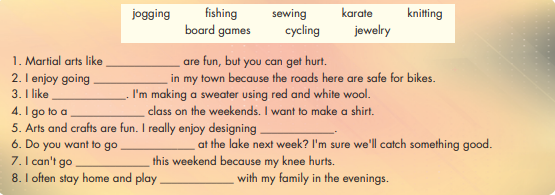 jogging fishing sewing karate knitting
board games cycling jewelry
1. Martial arts like ____________ are fun, but you can get hurt.
2. I enjoy going ____________ in my town because the roads here are safe for bikes.
3. I like ____________. I'm making a sweater using red and white wool.
4. I go to a ____________ class on the weekends. I want to make a shirt.
5. Arts and crafts are fun. I really enjoy designing ____________.
6. Do you want to go ____________ at the lake next week? I'm sure we'll catch something good.
7. I can't go ____________ this weekend because my knee hurts.
8. I often stay home and play ____________ with my family in the evenings.